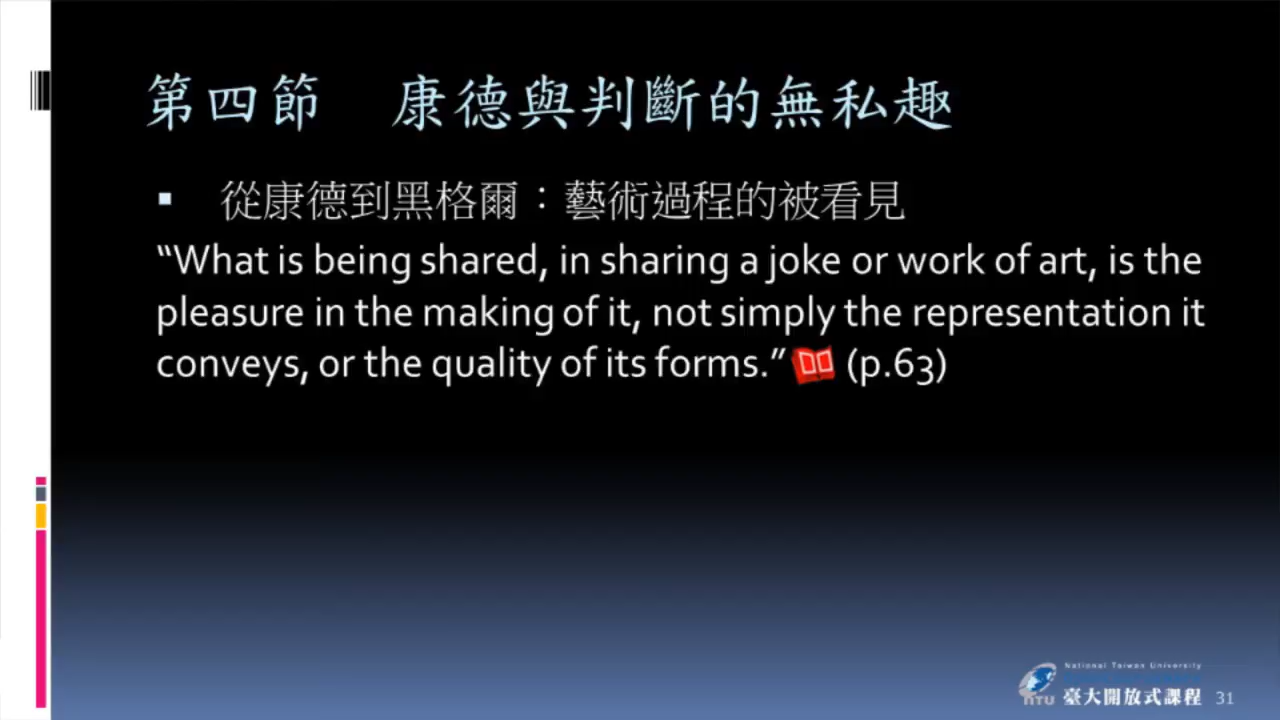 第四節　康德與判斷的無私趣
▪ 從康德到黑格爾：藝術過程的被看見
“What is being shared, in sharing a joke or work of art, is the
pleasure in the making of it, not simply the representation it
conveys, or the quality of its forms.” (p.63)
National Taiwan University
NTU 臺大開放式課程 31